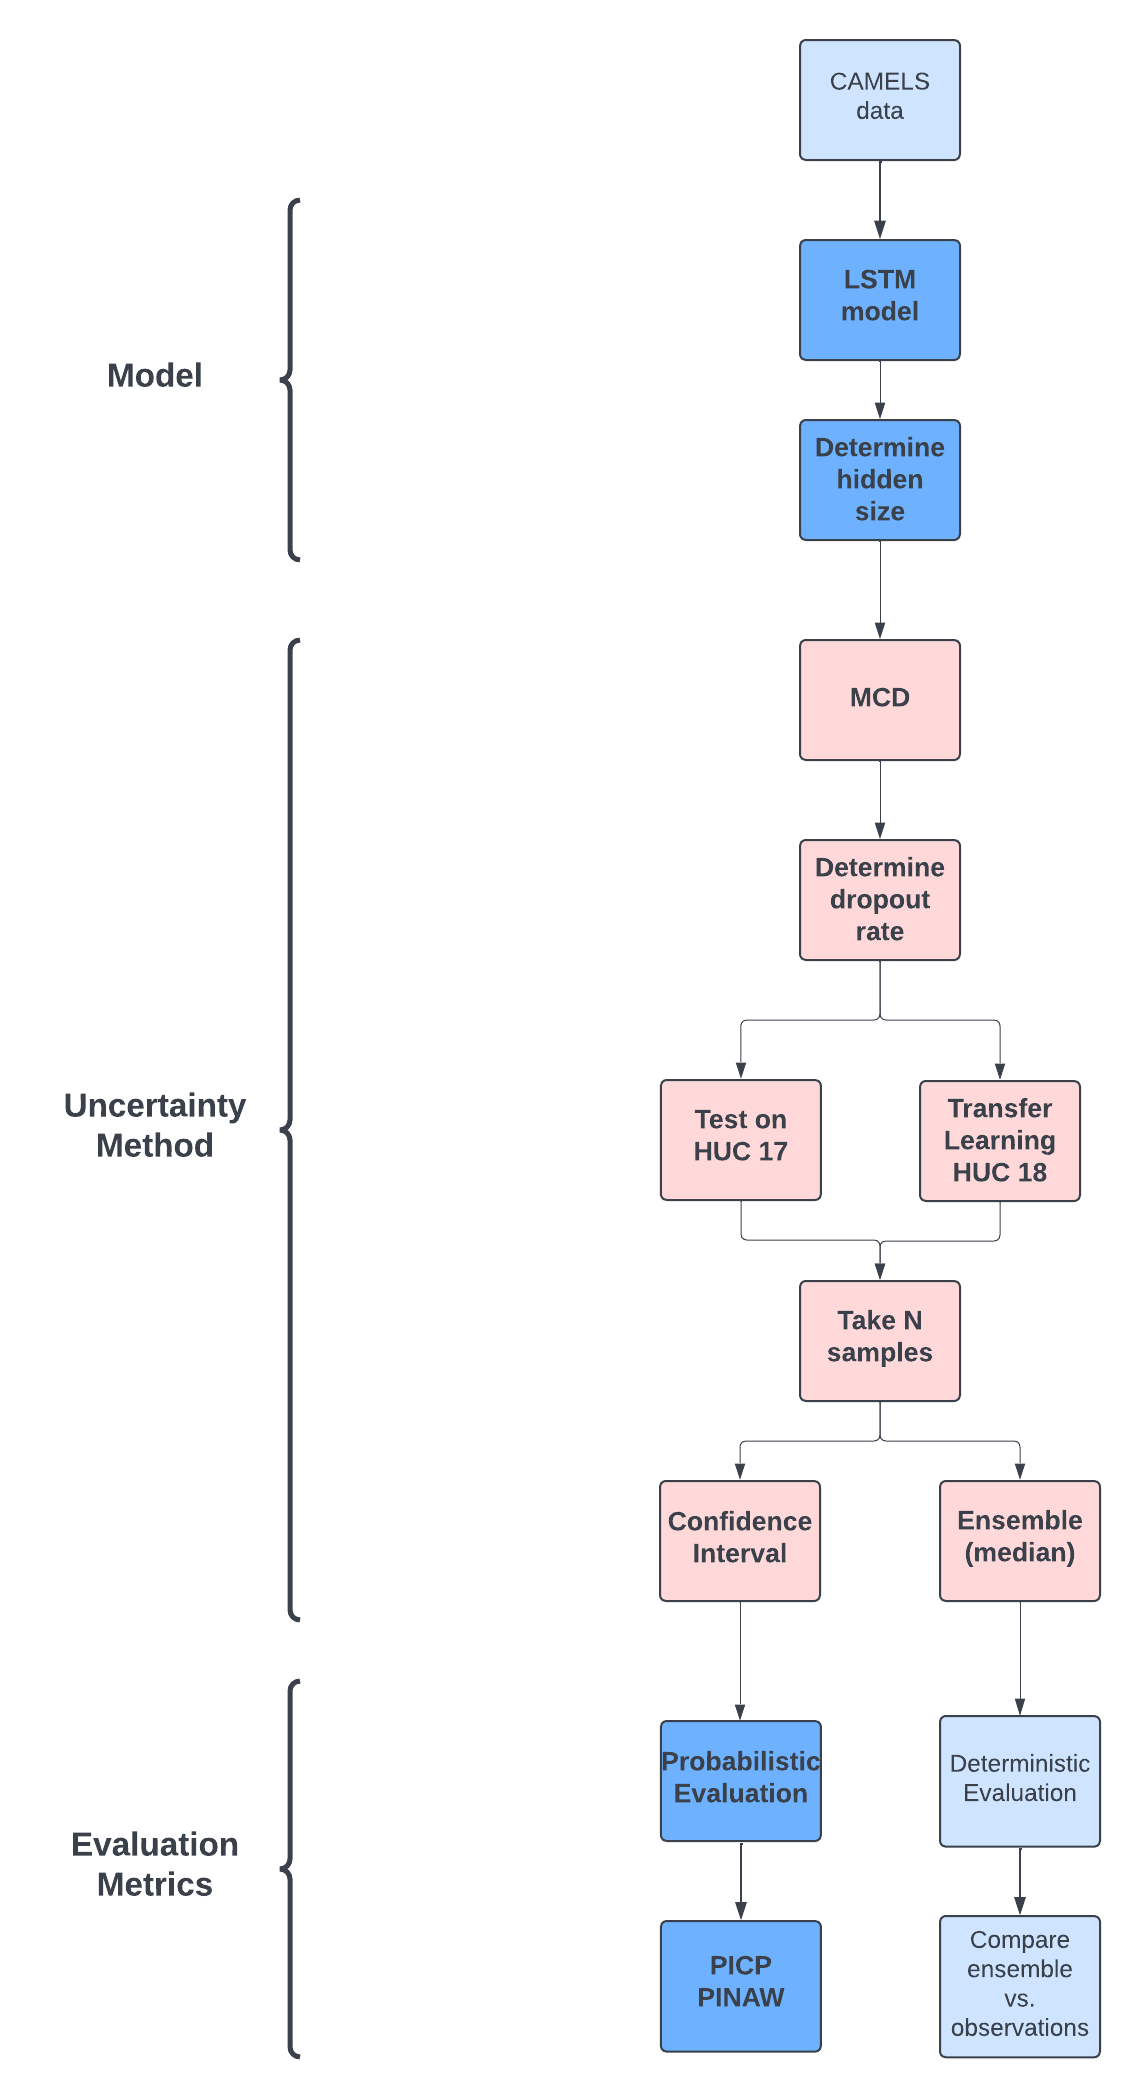 CAMELS
data
LSTM
model
Model
Determine
hidden
size
MCD
Determine
dropout
rate
Uncertainty
Method
Test on
HUC 17
Transfer
Learning
HUC 18
Take N
samples
Confidence
Interval
Ensemble
(median)
Probabilistic
Evaluation
Deterministic
Evaluation
Evaluation
Metrics
PICP
PINAW
Compare
ensemble
vs.
observations